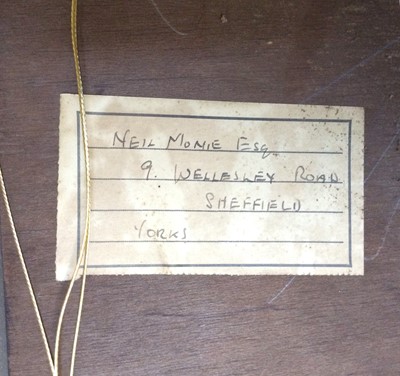 Neil Monie Esq
9. Wellesley Road
Sheffield
Yorks